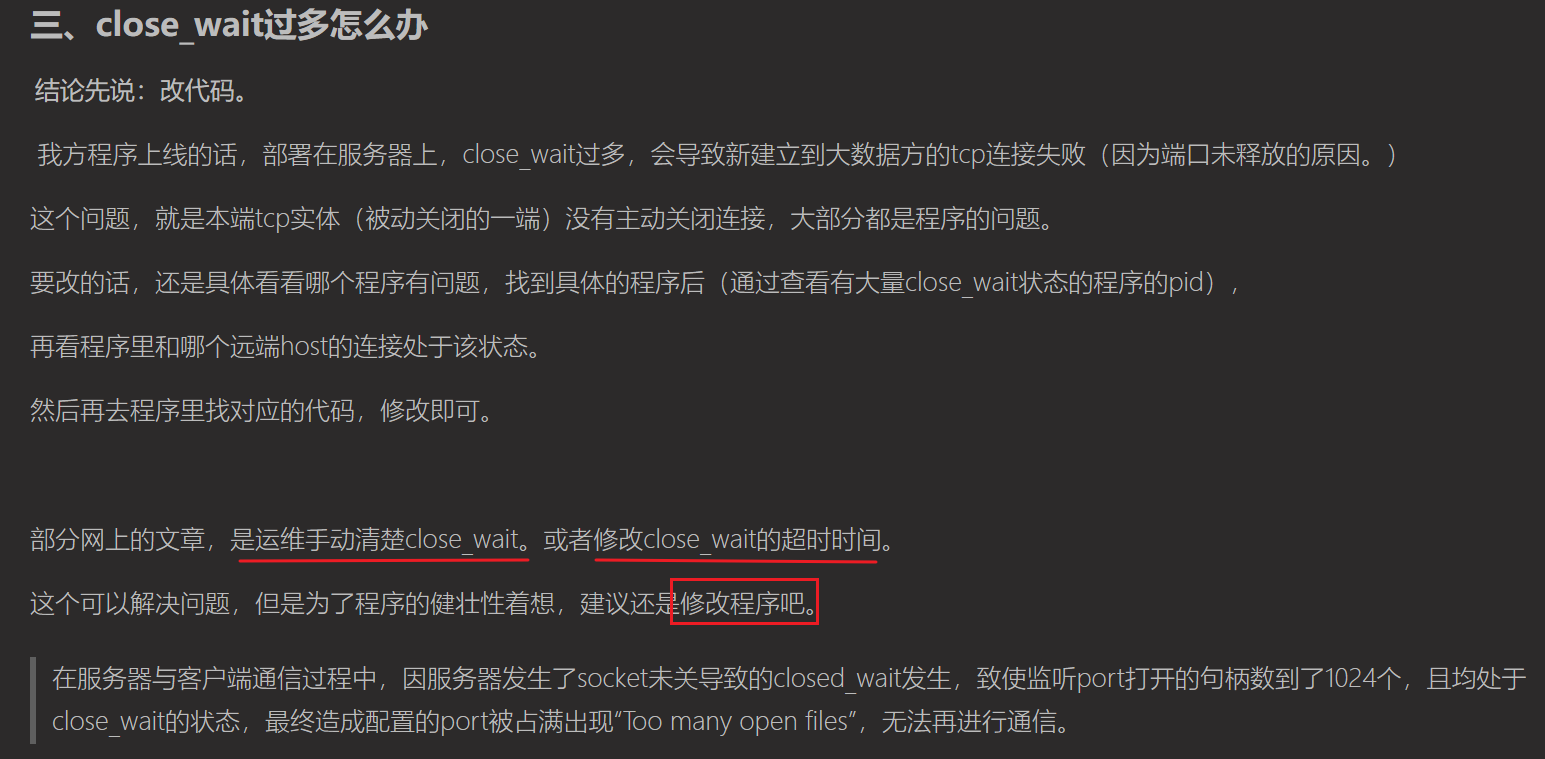 三、close_wait过多怎么办
结论先说：改代码。
我方程序上线的话，部署在服务器上，close_wait过多，会导致新建立到大数据方的tcp连接失败（因为端口未释放的原因。）
这个问题，就是本端tcp实体（被动关闭的一端）没有主动关闭连接，大部分都是程序的问题。
要改的话，还是具体看看哪个程序有问题，找到具体的程序后（通过查看有大量close_wait状态的程序的pid），
再看程序里和哪个远端host的连接处于该状态。
然后再去程序里找对应的代码，修改即可。
部分网上的文章，是运维手动清楚close_wait。或者修改close_wait的超时时间。
这个可以解决问题，但是为了程序的健壮性着想，建议还是修改程序吧。
在服务器与客户端通信过程中，因服务器发生了socket未关导致的closed_wait发生，致使监听port打开的句柄数到了1024个，且均处于
close_wait的状态，最终造成配置的port被占满出现“Too many open files”，无法再进行通信。